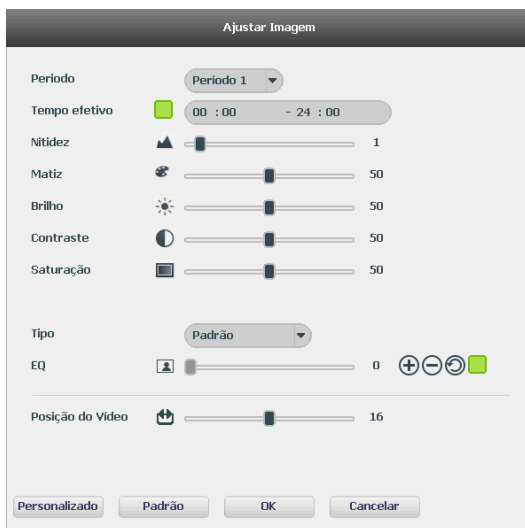 Ajustar Imagem
Periodo Período 1
Tempo efetivo 00 :00 - 24 :00
Nitidez 1
Matiz 50
Brilho 50
Contraste 50
Saturação 50
Tipo Padrão
EQ 0
Posição do Vídeo 16
Personalizado Padrão OK Cancelar